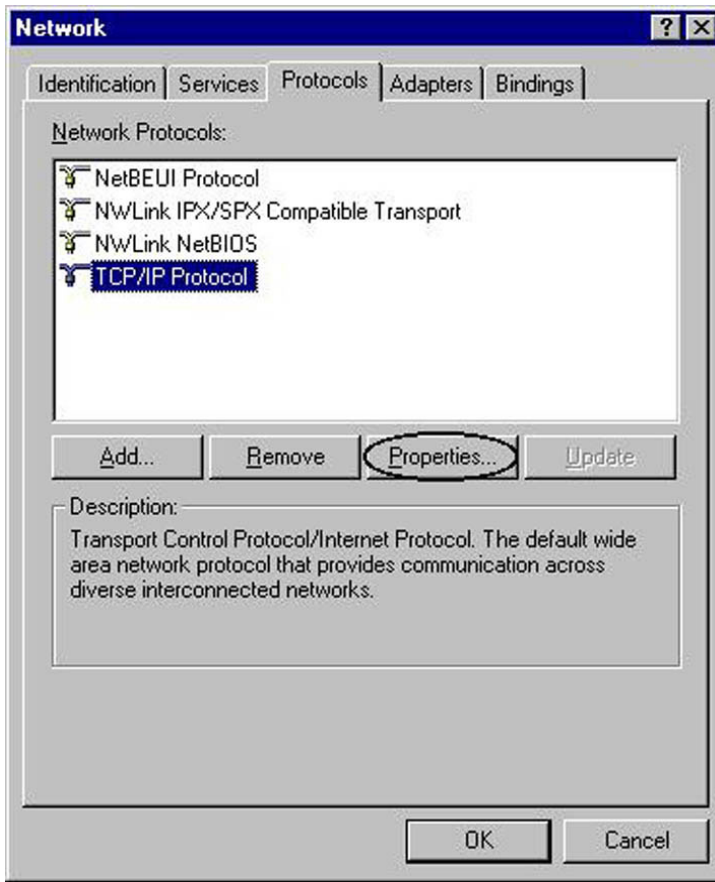 Network
Identification Services Protocols Adapters Bindings
Network Protocols:
NetBEUI Protocol
NWLink IPX/SPX Compatible Transport
NWLink NetBIOS
TCP/IP Protocol
Add... Remove Properties... Update
Description:
Transport Control Protocol/Internet Protocol. The default wide
area network protocol that provides communication across
diverse interconnected networks.
OK Cancel